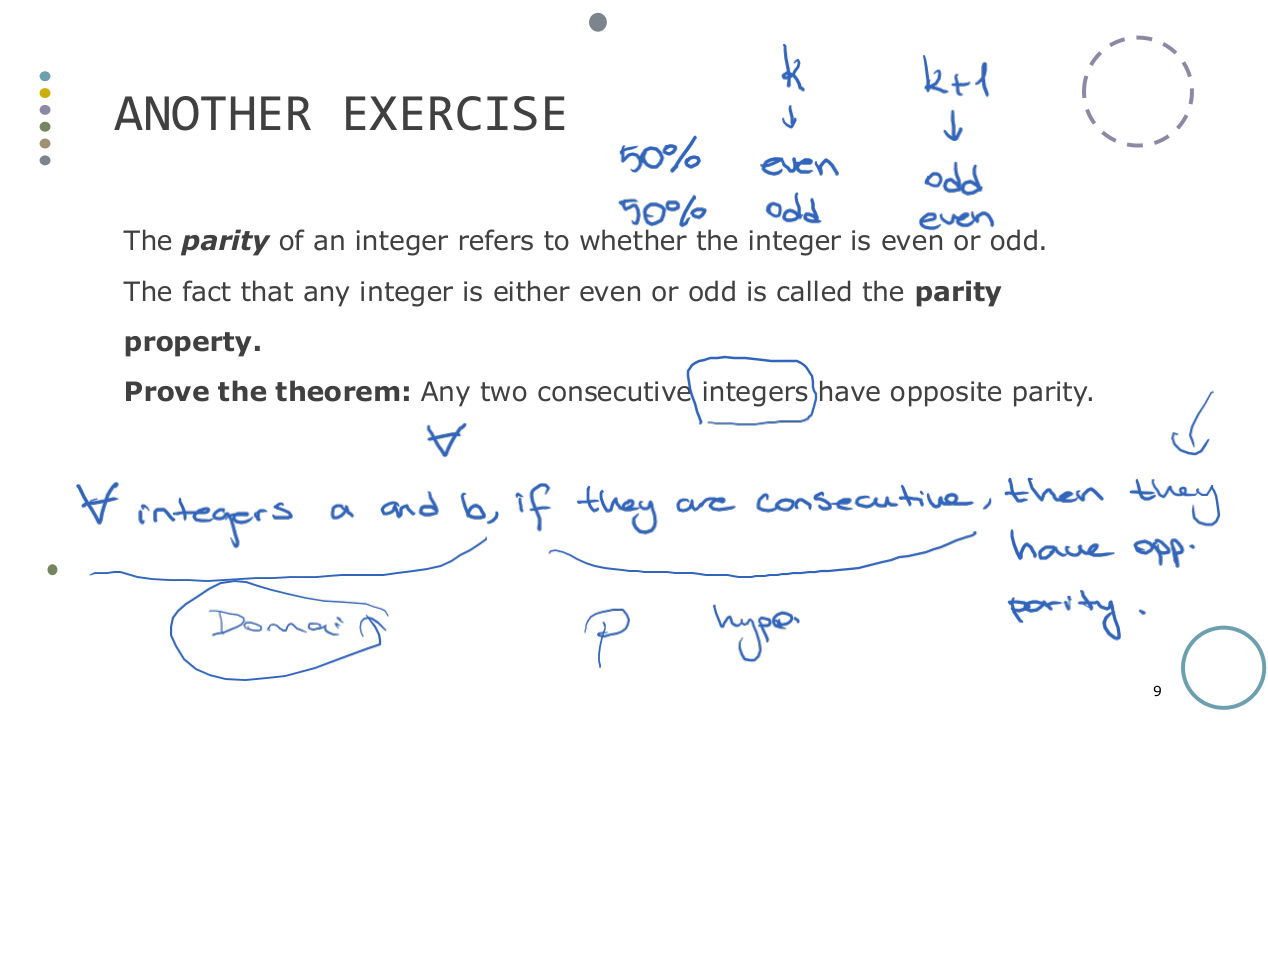 k k+1
ANOTHER EXERCISE
50% even odd
50% odd even
The parity of an integer refers to whether the integer is even or odd.
The fact that any integer is either even or odd is called the parity
property.
Prove the theorem: Any two consecutive integers have opposite parity.
∀
∀ integers a and b, if they are consecutive, then they
have opp.
parity.
Domain
P hypo.
9